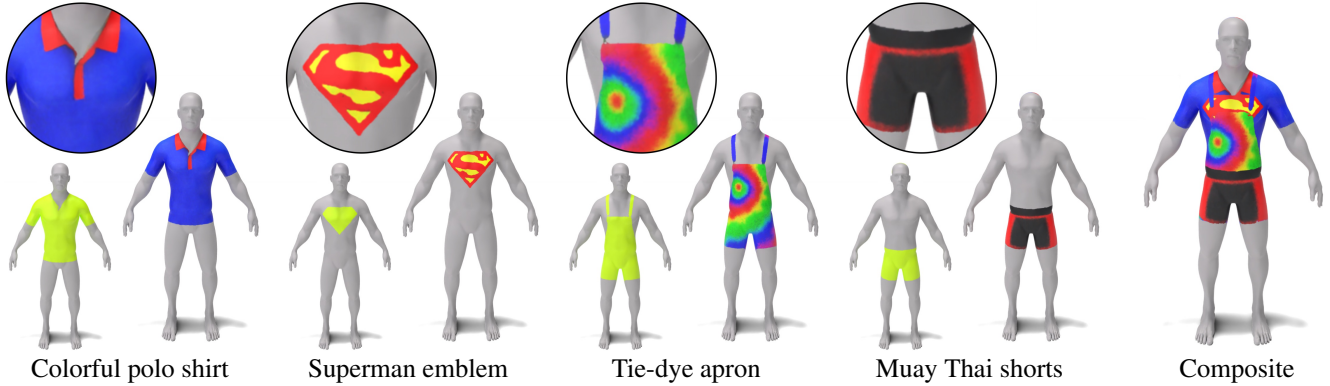 Colorful polo shirt
Superman emblem
Tie-dye apron
Muay Thai shorts
Composite